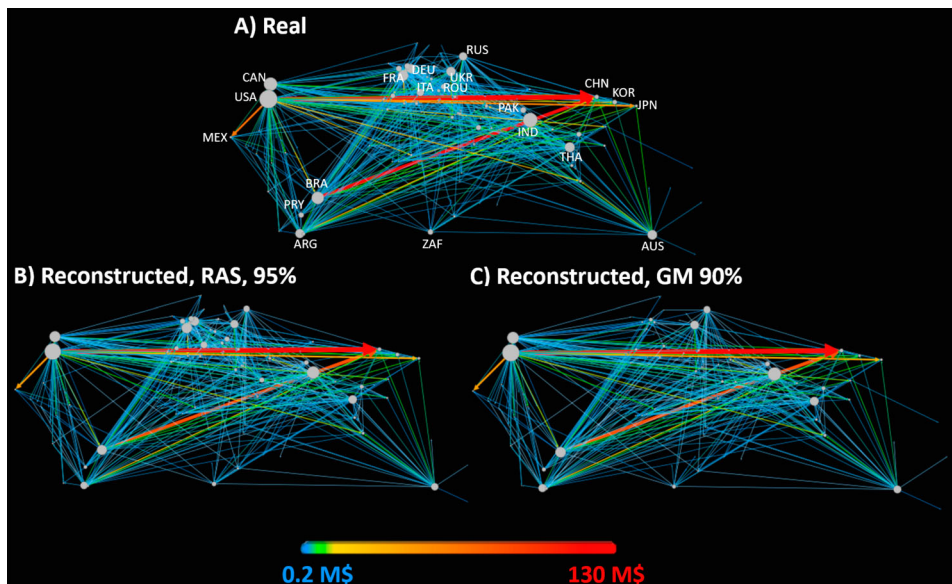 A) Real
RUS
CAN
FRA
DEU
UKR
USA
ITA
ROU
CHN
KOR
PAK
JPN
MEX
IND
THA
BRA
PRY
ARG
ZAF
AUS
B) Reconstructed, RAS, 95%
C) Reconstructed, GM 90%
0.2 M$
130 M$